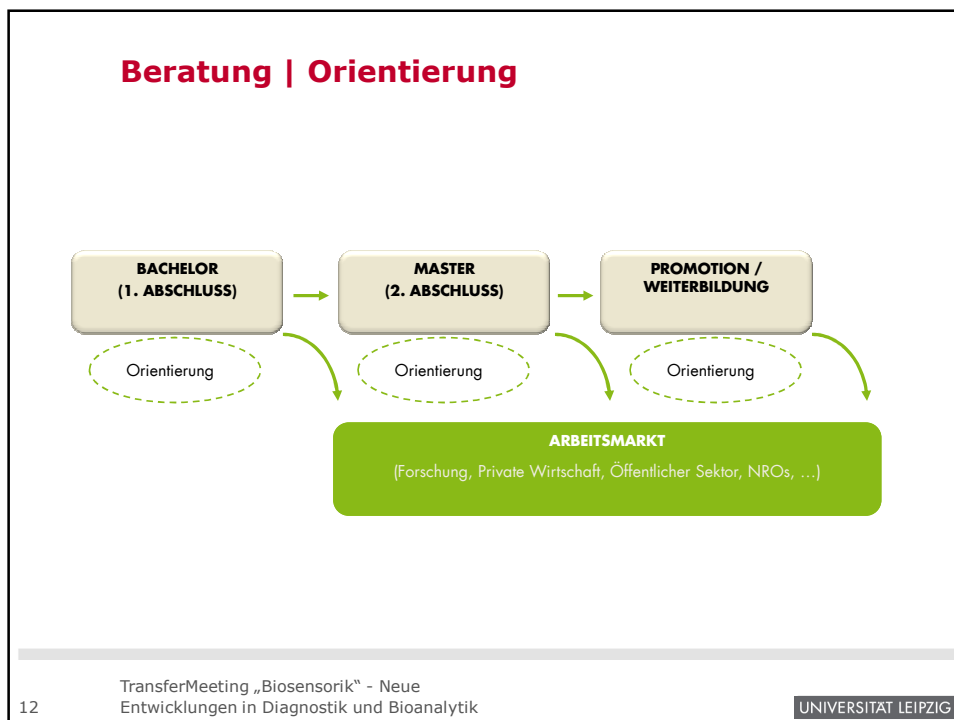 Beratung | Orientierung
BACHELOR
(1. ABSCHLUSS)
MASTER
(2. ABSCHLUSS)
PROMOTION /
WEITERBILDUNG
Orientierung
Orientierung
Orientierung
ARBEITSMARKT
(Forschung, Private Wirtschaft, Öffentlicher Sektor, NROs, ...)
12
TransferMeeting „Biosensorik“ - Neue
Entwicklungen in Diagnostik und Bioanalytik
UNIVERSITÄT LEIPZIG